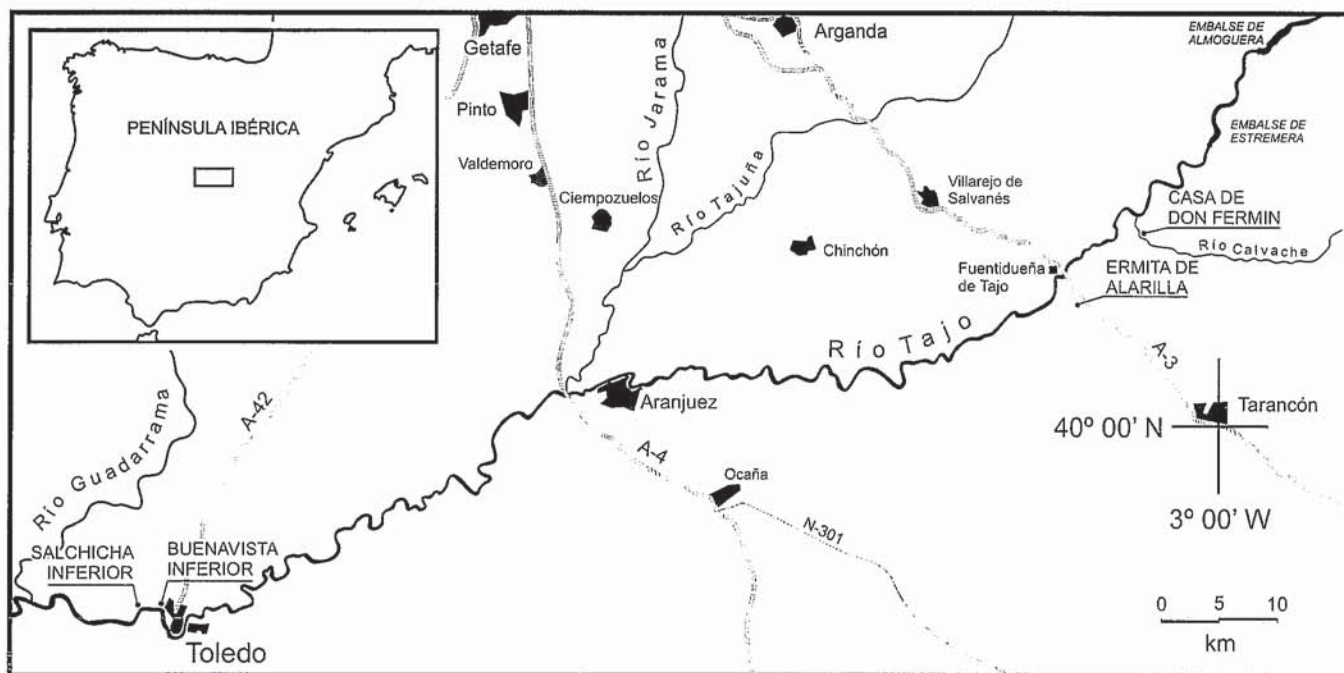 PENÍNSULA IBÉRICA
Getafe
Pinto
Valdemoro
Ciempozuelos
Río Jarama
Río Tajuña
Arganda
Chinchón
Villarejo de
Salvanés
EMBALSE DE
ALMOGUERA
EMBALSE DE
ESTREMERA
CASA DE
DON FERMIN
Río Calvache
Fuentidueña
de Tajo
ERMITA DE
ALARILLA
Río Tajo
A-3
Tarancón
40º 00' N
3º 00' W
Aranjuez
A-4
Ocaña
N-301
A-42
Río Guadarrama
SALCHICHA
INFERIOR
BUENAVISTA
INFERIOR
Toledo
0 5 10
km